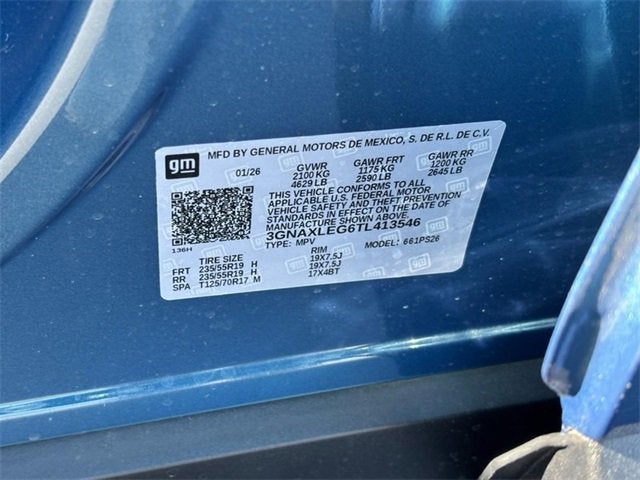 gm
MFD BY GENERAL MOTORS DE MEXICO, S. DE R.L. DE C.V.
01/26 GVWR GAWR FRT GAWR RR
2100 KG 1175 KG 1200 KG
4629 LB 2590 LB 2645 LB
THIS VEHICLE CONFORMS TO ALL
APPLICABLE U.S. FEDERAL MOTOR
VEHICLE SAFETY AND THEFT PREVENTION
STANDARDS IN EFFECT ON THE DATE OF
MANUFACTURE SHOWN ABOVE.
3GNAXLEG6TL413546
TYPE: MPV MODEL: 661PS26
136H
TIRE SIZE RIM
FRT 235/55R19 H 19X7.5J
RR 235/55R19 H 19X7.5J
SPA T125/70R17 M 17X4BT